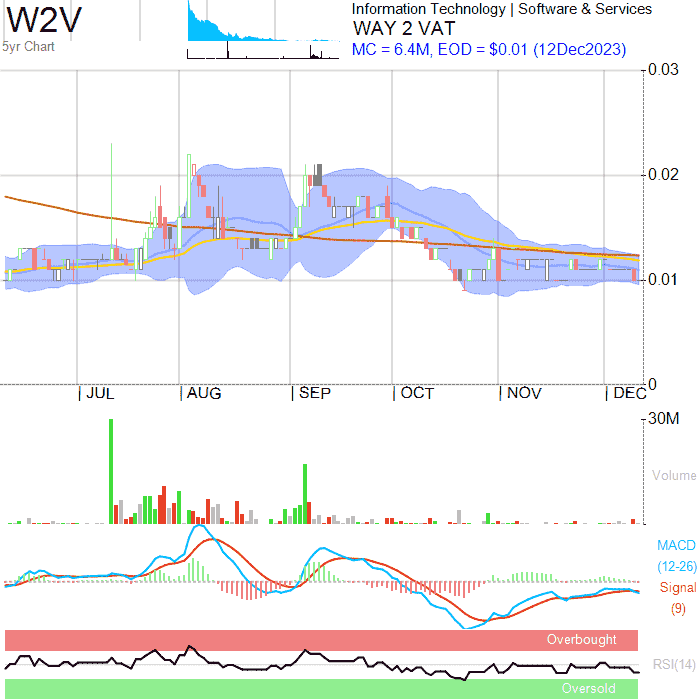 W2V
5yr Chart
Information Technology | Software & Services
WAY 2 VAT
MC = 6.4M, EOD = $0.01 (12Dec2023)
0.03
0.02
0.01
0
| JUL | AUG | SEP | OCT | NOV | DEC
30M
Volume
MACD
(12-26)
Signal
(9)
Overbought
RSI(14)
Oversold